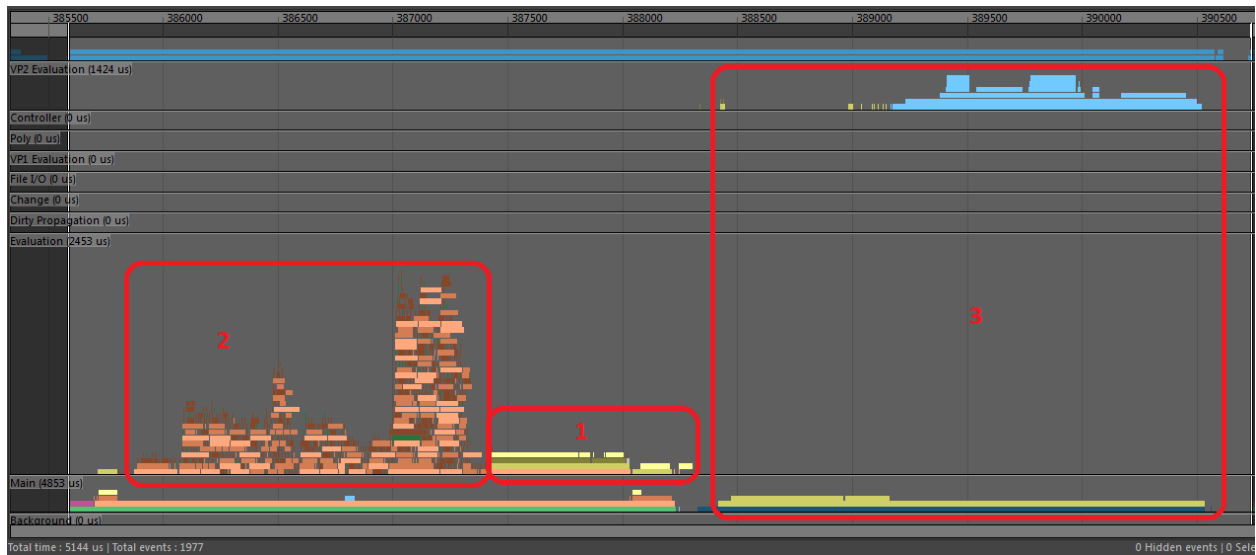 385500 386000 386500 387000 387500 388000 388500 389000 389500 390000 390500
VP2 Evaluation (1424 us)
Controller (0 us)
Poly (0 us)
VP1 Evaluation (0 us)
File I/O (0 us)
Change (0 us)
Dirty Propagation (0 us)
Evaluation (2453 us)
2
3
1
Main (4853 us)
Background (0 us)
Total time : 5144 us | Total events : 1977
0 Hidden events | 0 Sele